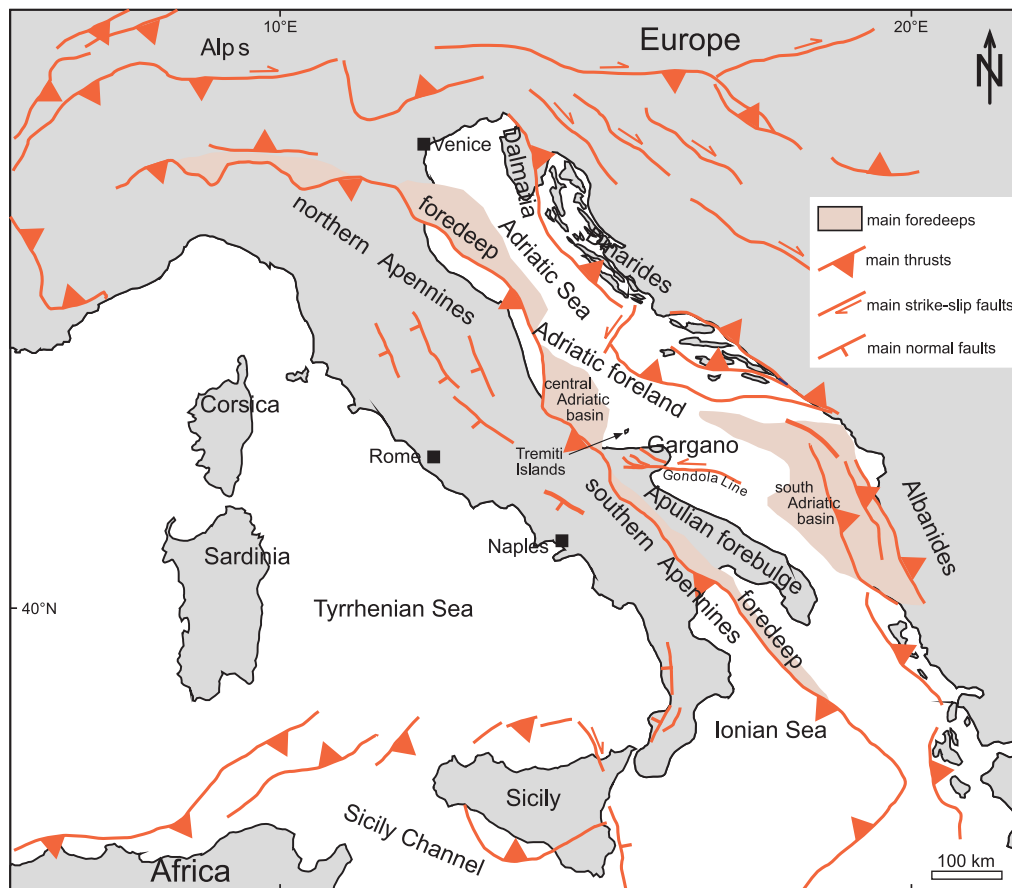 10°E
20°E
Alps
Europe
N
Venice
Dalmatia
northern Apennines
foredeep
Adriatic Sea
Dinarides
main foredeeps
main thrusts
main strike-slip faults
main normal faults
Adriatic foreland
central
Adriatic
basin
Corsica
Rome
Tremiti
Islands
Gargano
Gondola Line
south
Adriatic
basin
Albanides
southern Apennines
Apulian forebulge
Naples
Sardinia
40°N
Tyrrhenian Sea
foredeep
Ionian Sea
Sicily
Sicily Channel
Africa
100 km